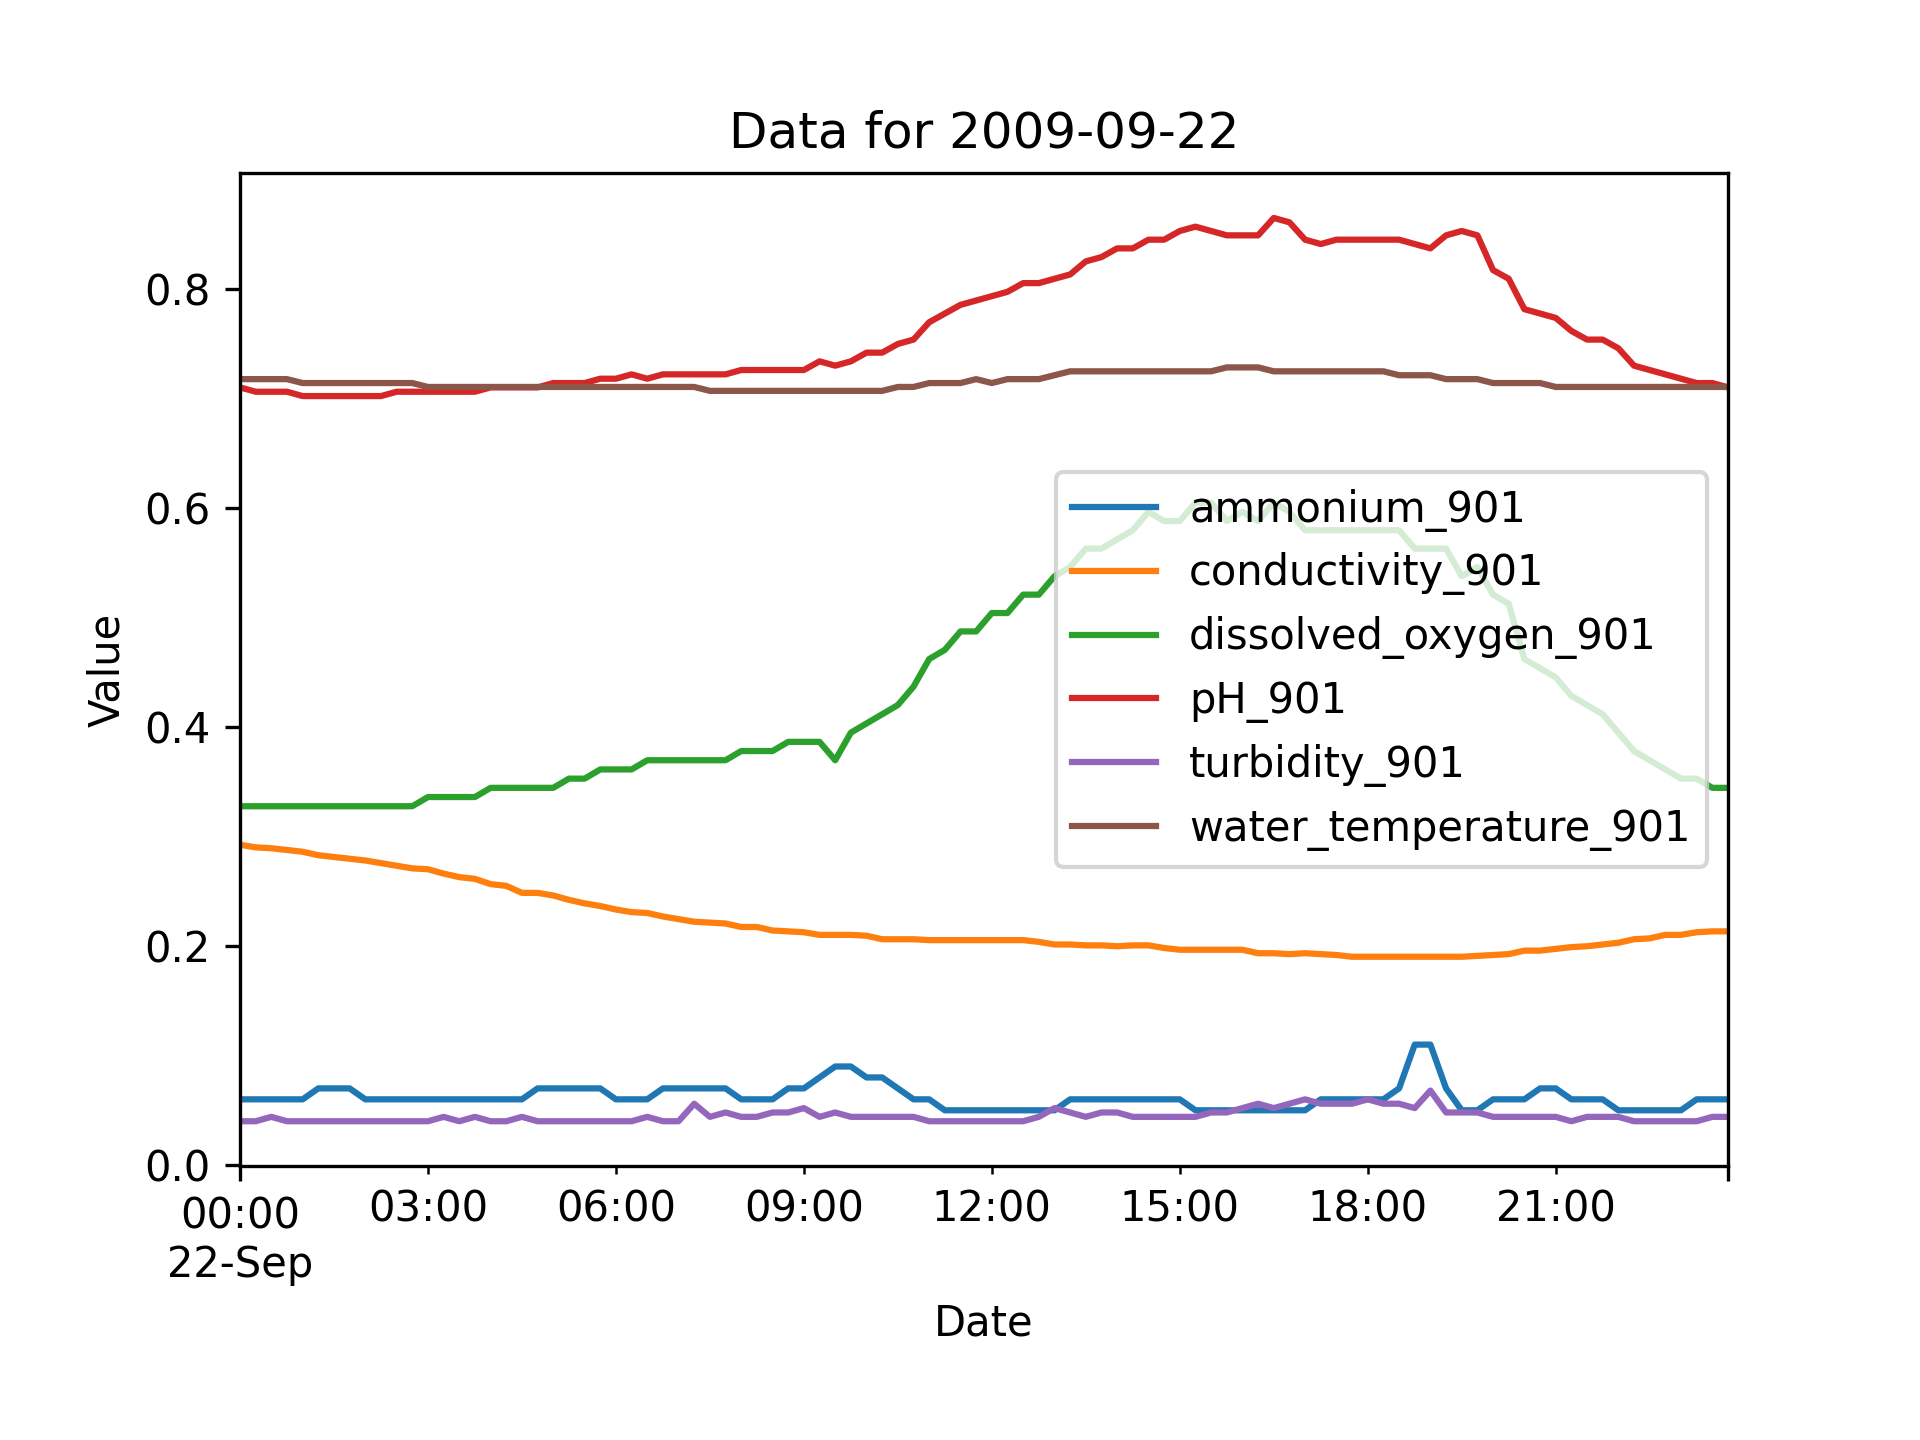 Data for 2009-09-22
0.8
0.6
0.4
0.2
0.0
Value
ammonium_901
conductivity_901
dissolved_oxygen_901
pH_901
turbidity_901
water_temperature_901
00:00 03:00 06:00 09:00 12:00 15:00 18:00 21:00
22-Sep
Date